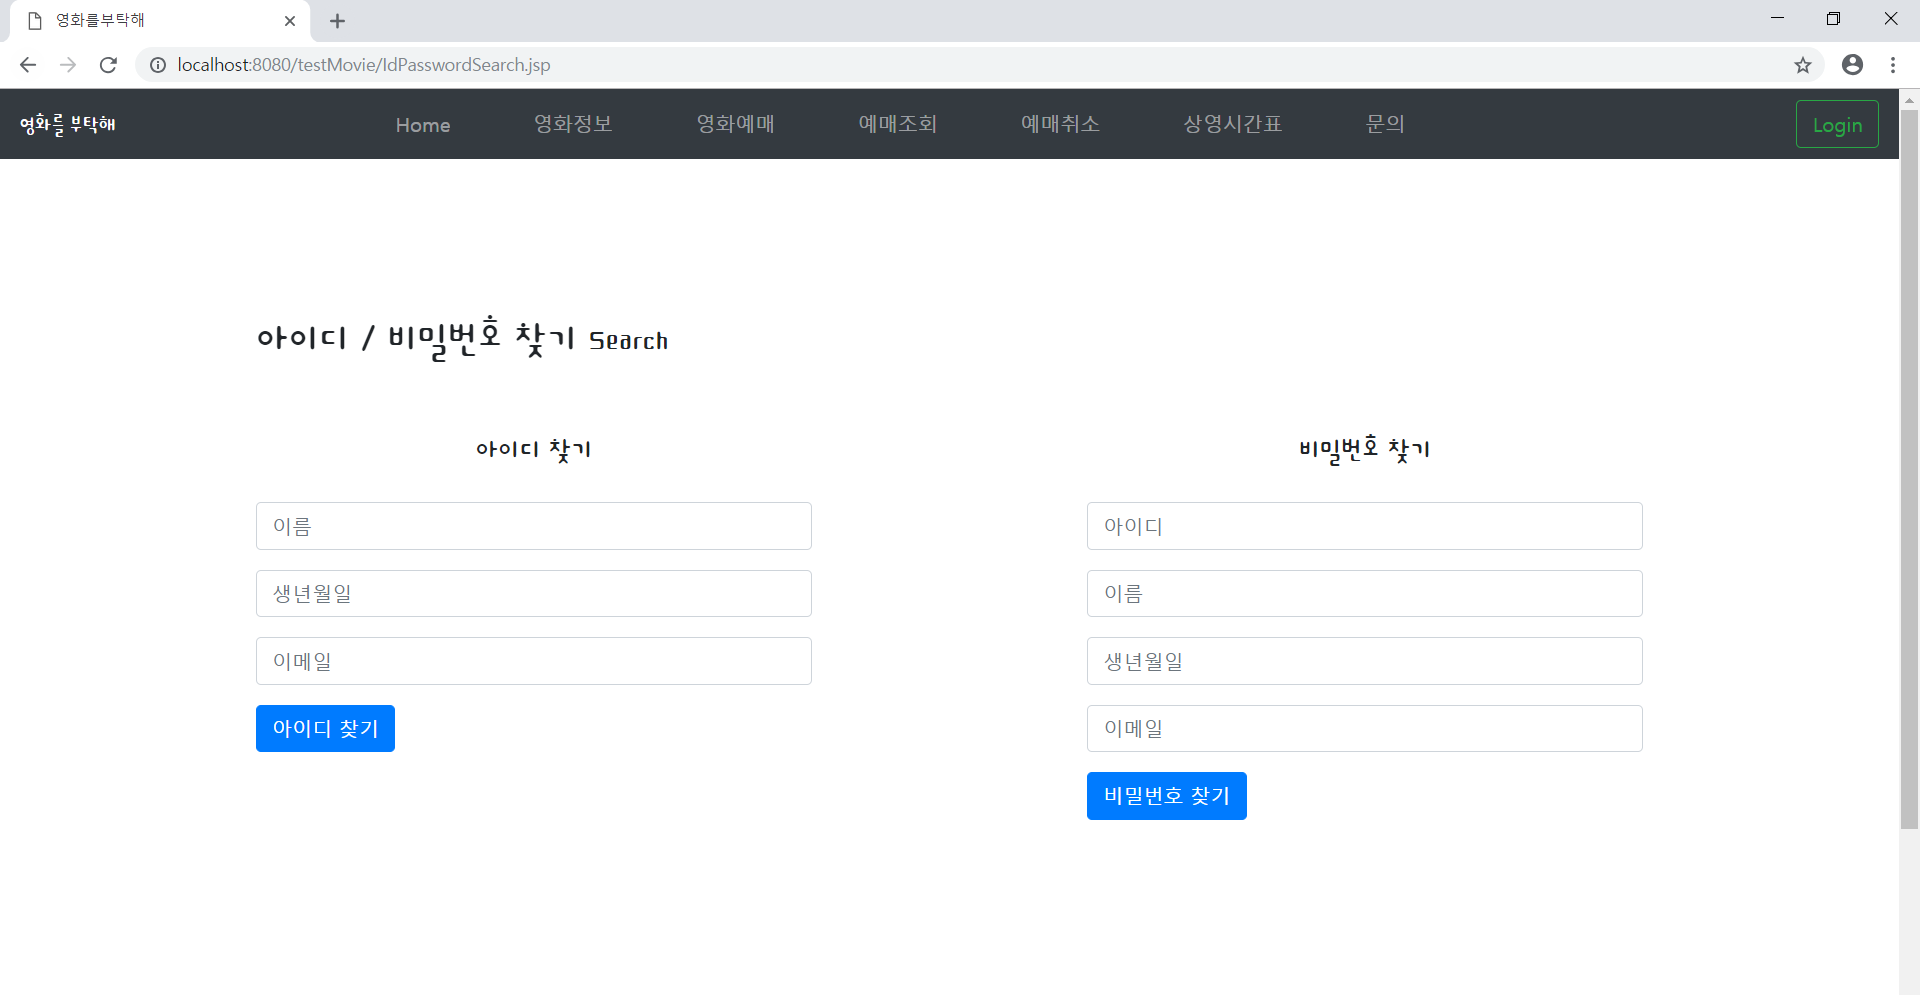 영화를부탁해
localhost:8080/testMovie/IdPasswordSearch.jsp
영화를 부탁해 Home 영화정보 영화예매 예매조회 예매취소 상영시간표 문의 Login
아이디 / 비밀번호 찾기 Search
아이디 찾기
이름
생년월일
이메일
아이디 찾기
비밀번호 찾기
아이디
이름
생년월일
이메일
비밀번호 찾기